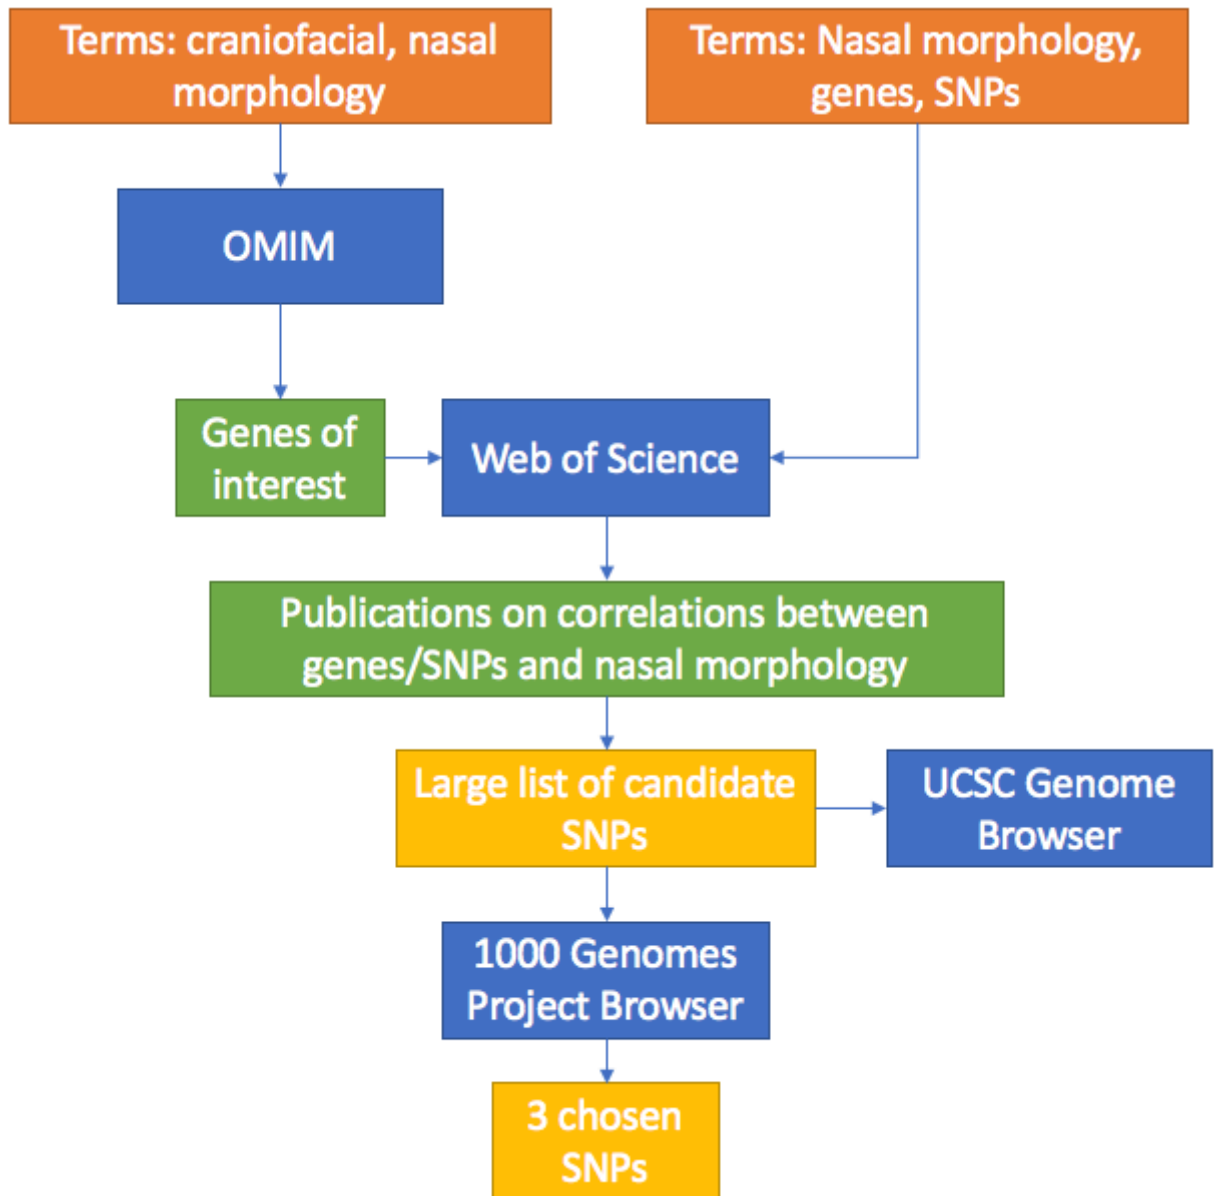 Terms: craniofacial, nasal
morphology
Terms: Nasal morphology,
genes, SNPs
OMIM
Genes of
interest
Web of Science
Publications on correlations between
genes/SNPs and nasal morphology
Large list of candidate
SNPs
UCSC Genome
Browser
1000 Genomes
Project Browser
3 chosen
SNPs